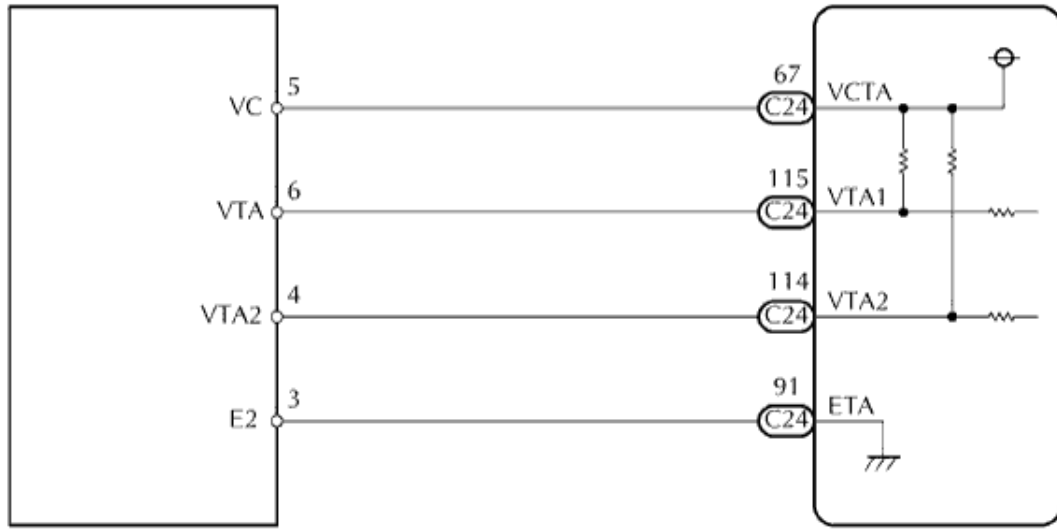 5 67
VC C24 VCTA
6 115
VTA C24 VTA1
4 114
VTA2 C24 VTA2
3 91
E2 C24 ETA